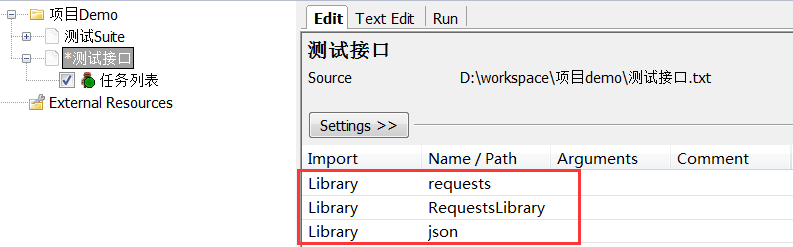 项目Demo
测试Suite
*测试接口
任务列表
External Resources
Edit
Text Edit
Run
测试接口
Source D:\workspace\项目demo\测试接口.txt
Settings >>
Import Name / Path Arguments Comment
Library requests
Library RequestsLibrary
Library json